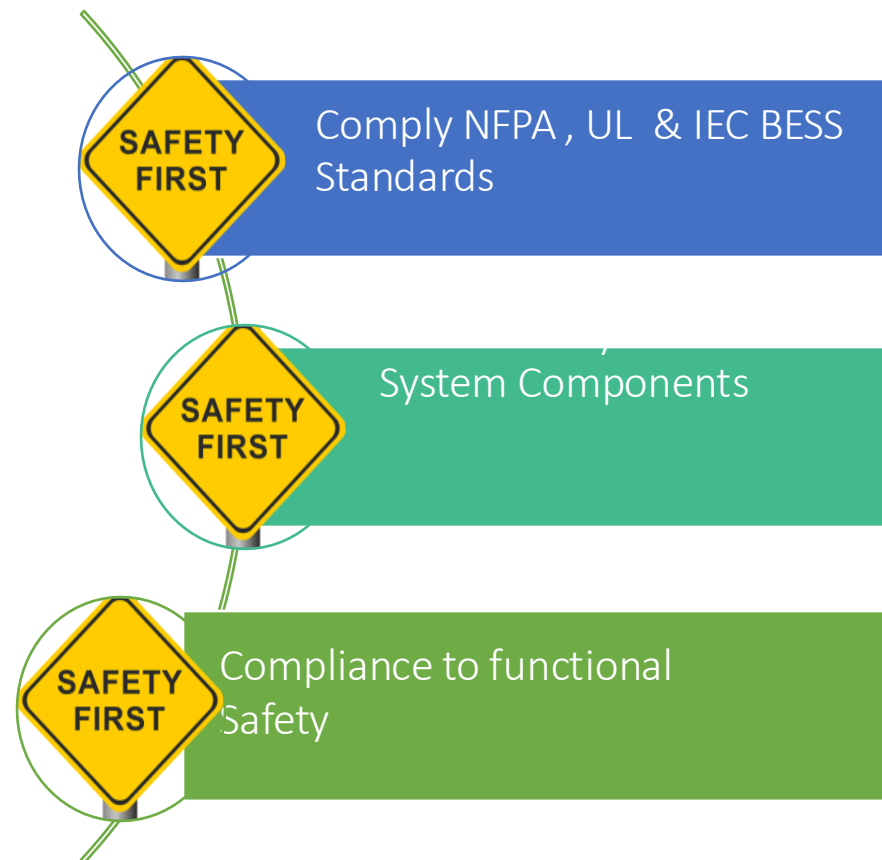 SAFETY
FIRST
Comply NFPA , UL & IEC BESS
Standards
SAFETY
FIRST
System Components
SAFETY
FIRST
Compliance to functional
Safety